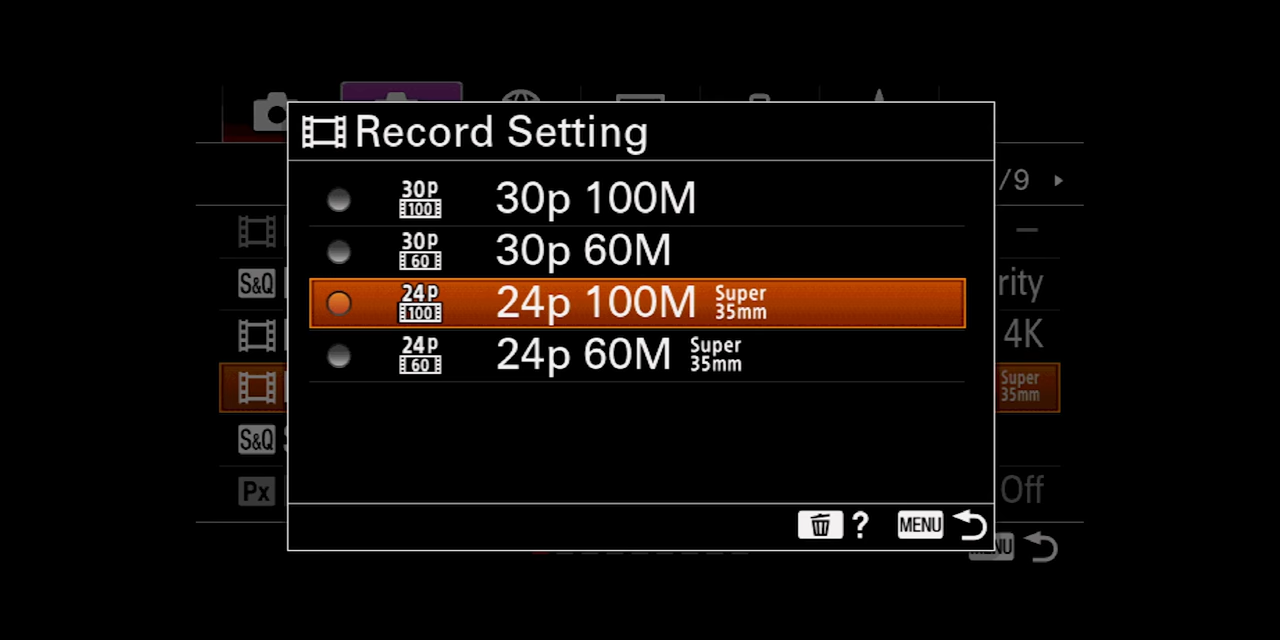 Record Setting
/9
30P 100 30p 100M
30P 60 30p 60M
24P 100 24p 100M Super 35mm
24P 60 24p 60M Super 35mm
S&Q
rity
4K
Super
35mm
S&Q
Px
Off
? MENU
NU